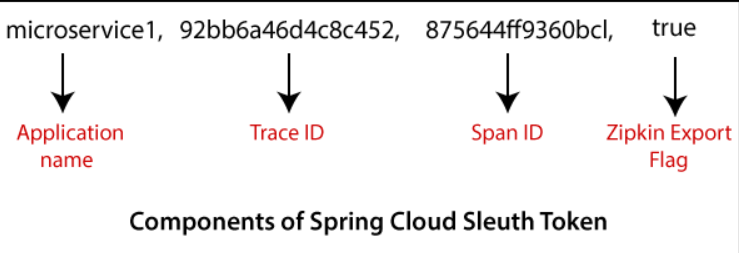 microservice1, 92bb6a46d4c8c452, 875644ff9360bcl, true
Application name
Trace ID
Span ID
Zipkin Export Flag
Components of Spring Cloud Sleuth Token